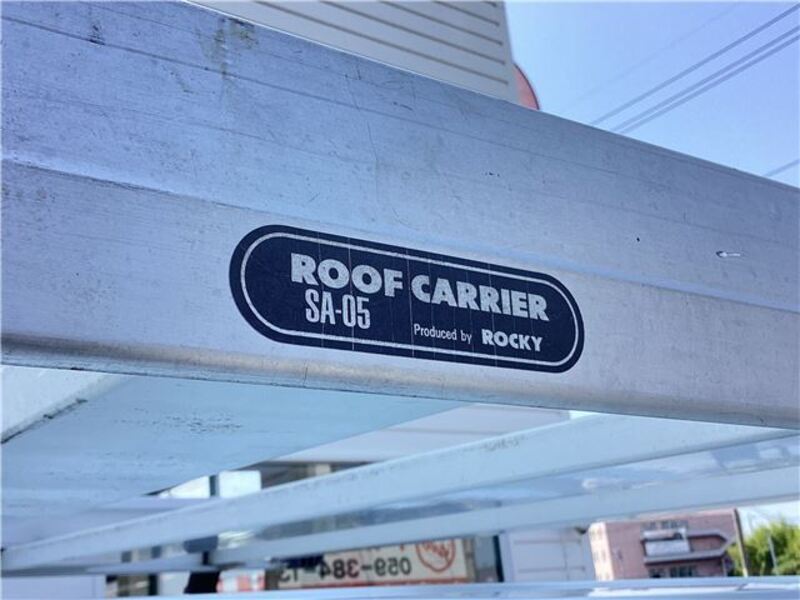 ROOF CARRIER
SA-05
Produced by ROCKY
059-384-